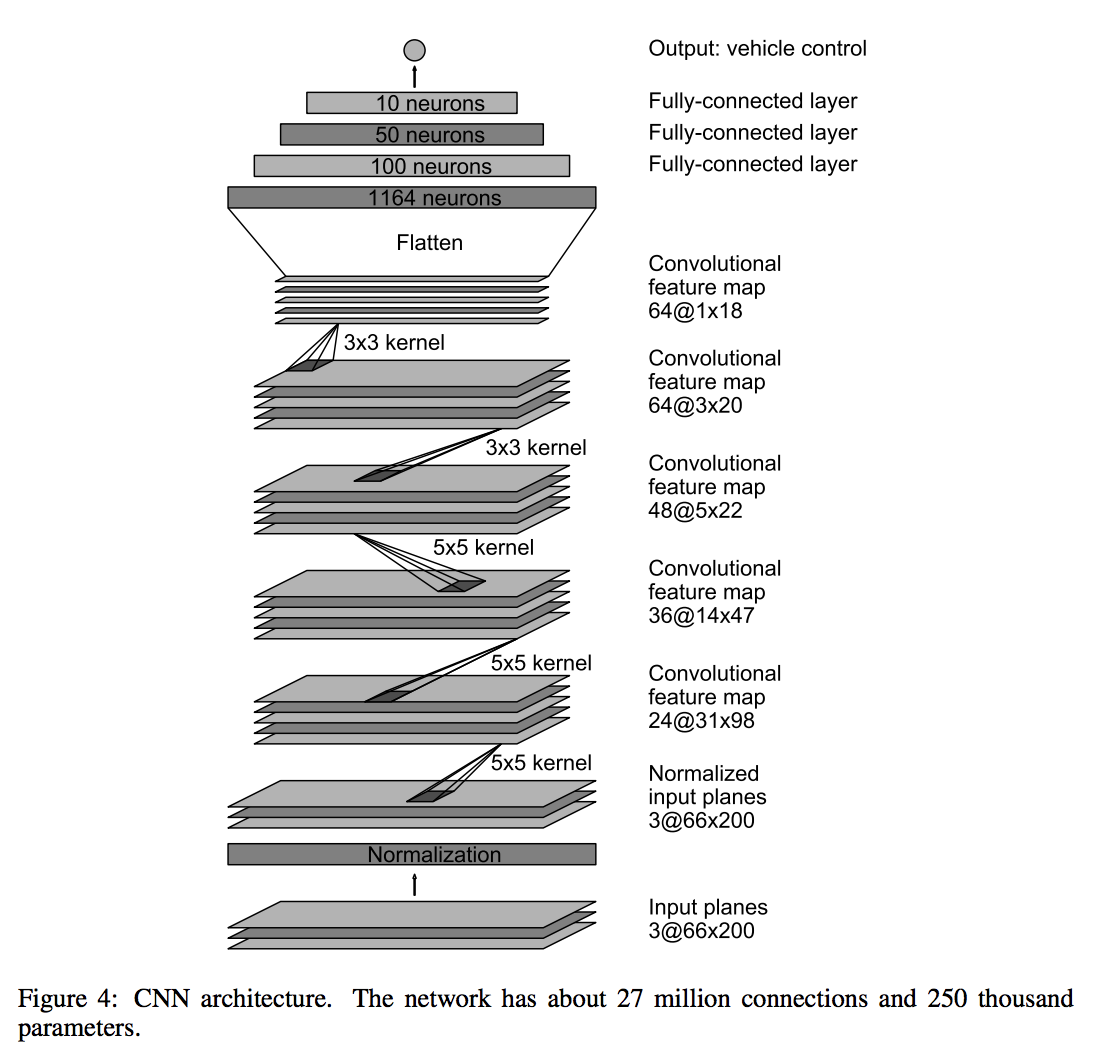 Output: vehicle control
10 neurons
Fully-connected layer
50 neurons
Fully-connected layer
100 neurons
Fully-connected layer
1164 neurons
Flatten
Convolutional
feature map
64@1x18
3x3 kernel
Convolutional
feature map
64@3x20
3x3 kernel
Convolutional
feature map
48@5x22
5x5 kernel
Convolutional
feature map
36@14x47
5x5 kernel
Convolutional
feature map
24@31x98
5x5 kernel
Normalized
input planes
3@66x200
Normalization
Input planes
3@66x200
Figure 4: CNN architecture. The network has about 27 million connections and 250 thousand
parameters.